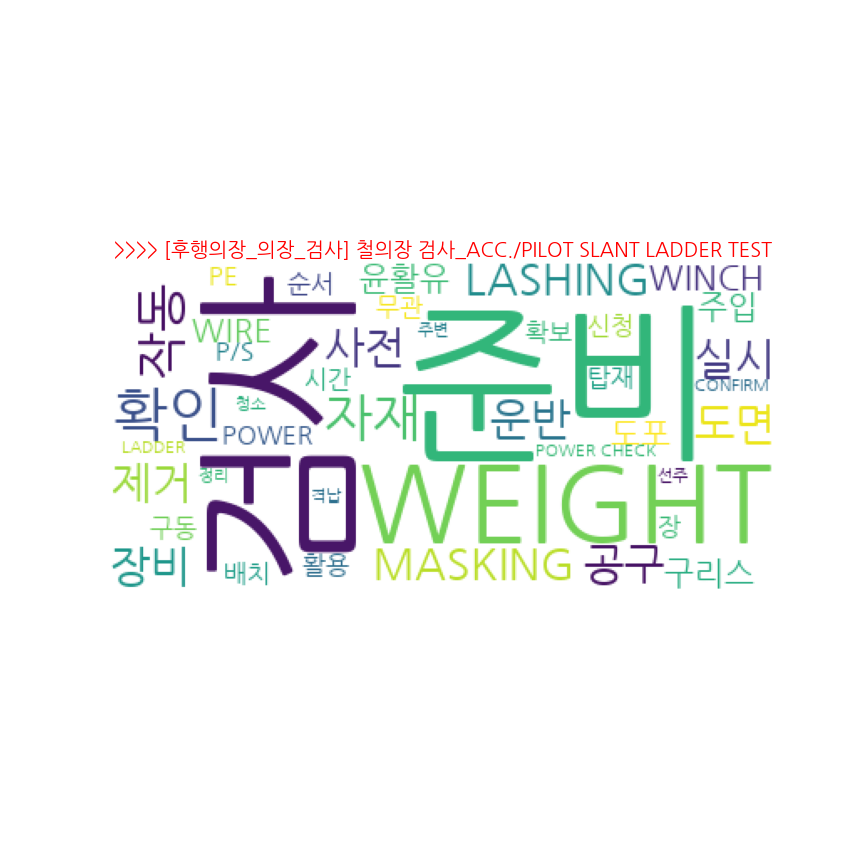 >>>> [후행의장_의장_검사] 철의장 검사_ACC./PILOT SLANT LADDER TEST
PE
순서
윤활유
LASHING
WINCH
작동
검사
무관
주입
WIRE
P/S
사전
주변
준비
확보
신청
실시
시간
탑재
CONFIRM
확인
청소
자재
운반
도포
도면
POWER
LADDER
POWER CHECK
제거
정리
격납
WEIGHT
선주
구동
장
장비
배치
활용
MASKING
공구
구리스